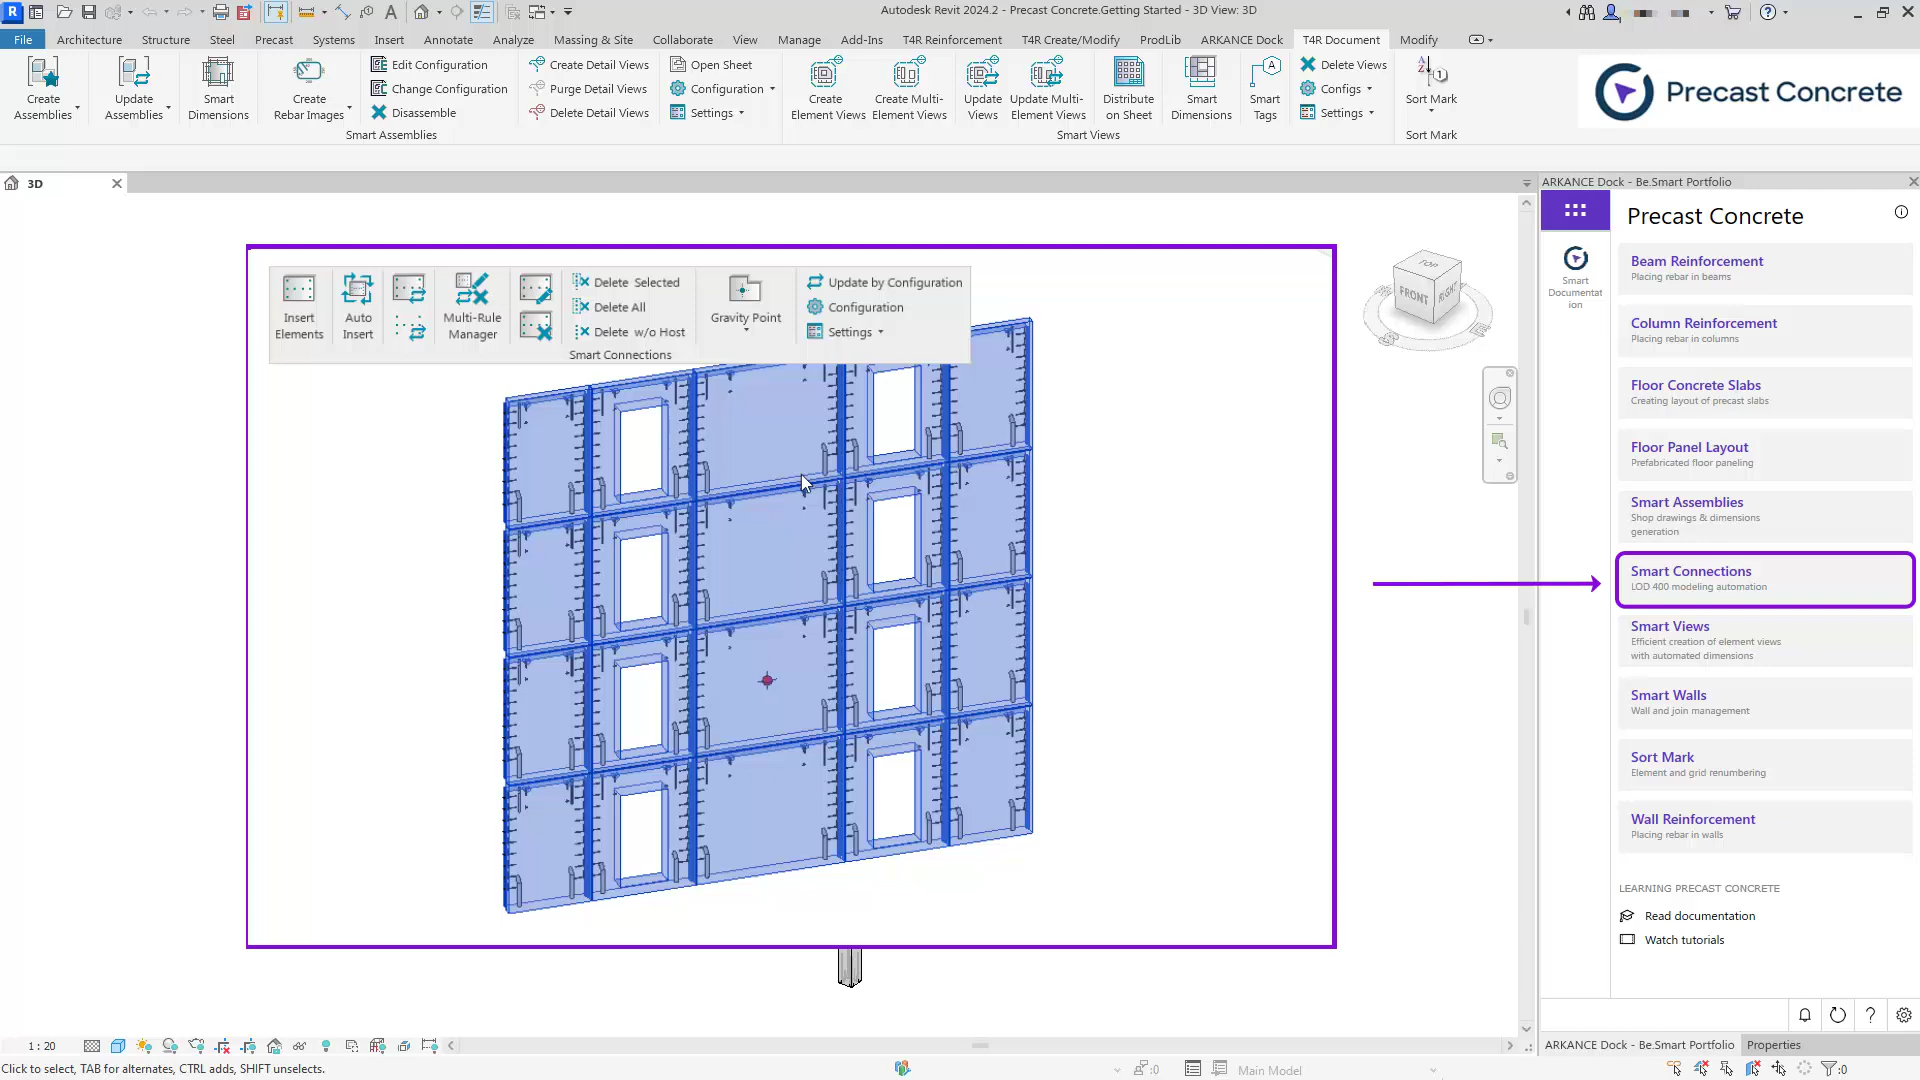 Autodesk Revit 2024.2 - Precast Concrete.Getting Started - 3D View: 3D
File
Architecture
Structure
Steel
Precast
Systems
Insert
Annotate
Analyze
Massing & Site
Collaborate
View
Manage
Add-Ins
T4R Reinforcement
T4R Create/Modify
ProdLib
ARKANCE Dock
T4R Document
Modify
Create
Assemblies
Update
Assemblies
Smart
Dimensions
Create
Rebar Images
Edit Configuration
Change Configuration
Disassemble
Create Detail Views
Purge Detail Views
Delete Detail Views
Open Sheet
Configuration
Settings
Smart Assemblies
Create
Element Views
Create Multi-
Element Views
Update
Views
Update Multi-
Element Views
Distribute
on Sheet
Smart
Dimensions
Smart
Tags
Delete Views
Configs
Settings
Smart Views
Sort Mark
Sort Mark
Precast Concrete
3D
Insert
Elements
Auto
Insert
Multi-Rule
Manager
Delete Selected
Delete All
Delete w/o Host
Gravity Point
Update by Configuration
Configuration
Settings
Smart Connections
TOP
FRONT
RIGHT
ARKANCE Dock - Be.Smart Portfolio
Smart
Documentat
ion
Precast Concrete
Beam Reinforcement
Placing rebar in beams
Column Reinforcement
Placing rebar in columns
Floor Concrete Slabs
Creating layout of precast slabs
Floor Panel Layout
Prefabricated floor paneling
Smart Assemblies
Shop drawings & dimensions
generation
Smart Connections
LOD 400 modeling automation
Smart Views
Efficient creation of element views
with automated dimensions
Smart Walls
Wall and join management
Sort Mark
Element and grid renumbering
Wall Reinforcement
Placing rebar in walls
LEARNING PRECAST CONCRETE
Read documentation
Watch tutorials
ARKANCE Dock - Be.Smart Portfolio
Properties
1 : 20
Click to select, TAB for alternates, CTRL adds, SHIFT unselects.
:0
Main Model
:0